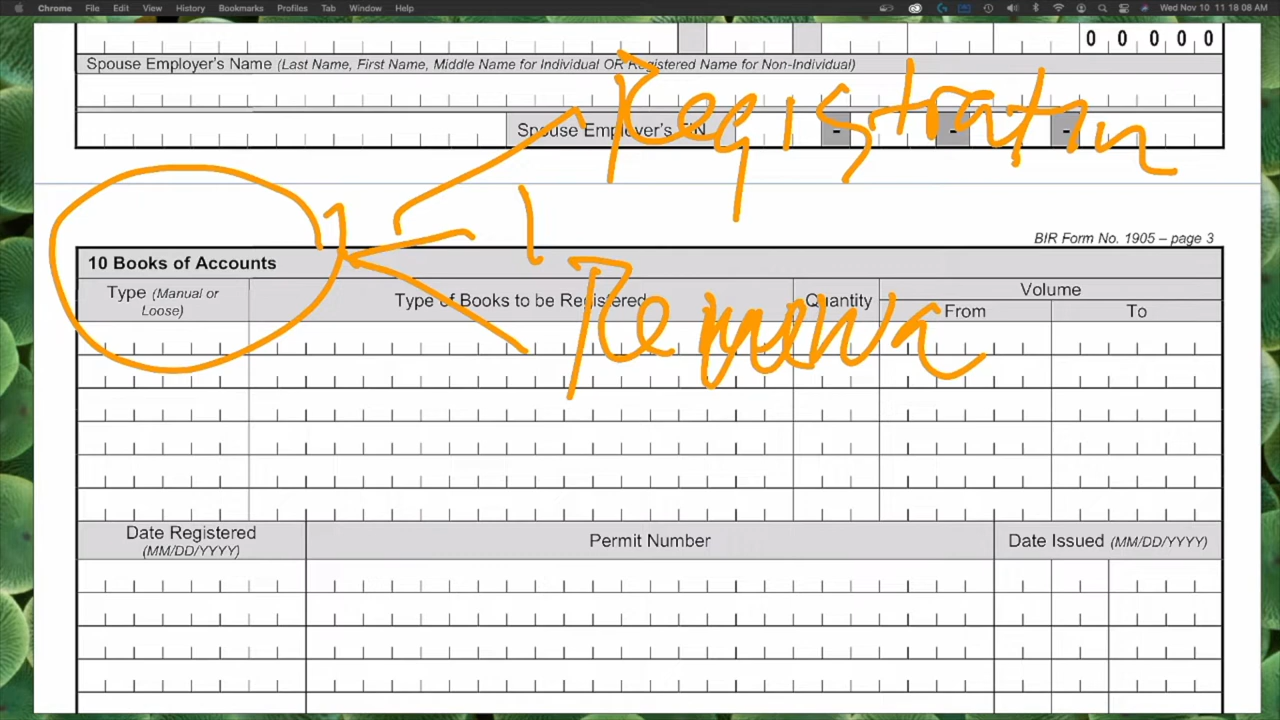 Chrome File Edit View History Bookmarks Profiles Tab Window Help Wed Nov 10 11 18 08 AM
0 0 0 0 0
Spouse Employer's Name (Last Name, First Name, Middle Name for Individual OR Registered Name for Non-Individual)
Spouse Employer's TIN - - -
Registration
BIR Form No. 1905 – page 3
10 Books of Accounts
Type (Manual or Loose) Type of Books to be Registered Quantity Volume
From To
Date Registered (MM/DD/YYYY) Permit Number Date Issued (MM/DD/YYYY)